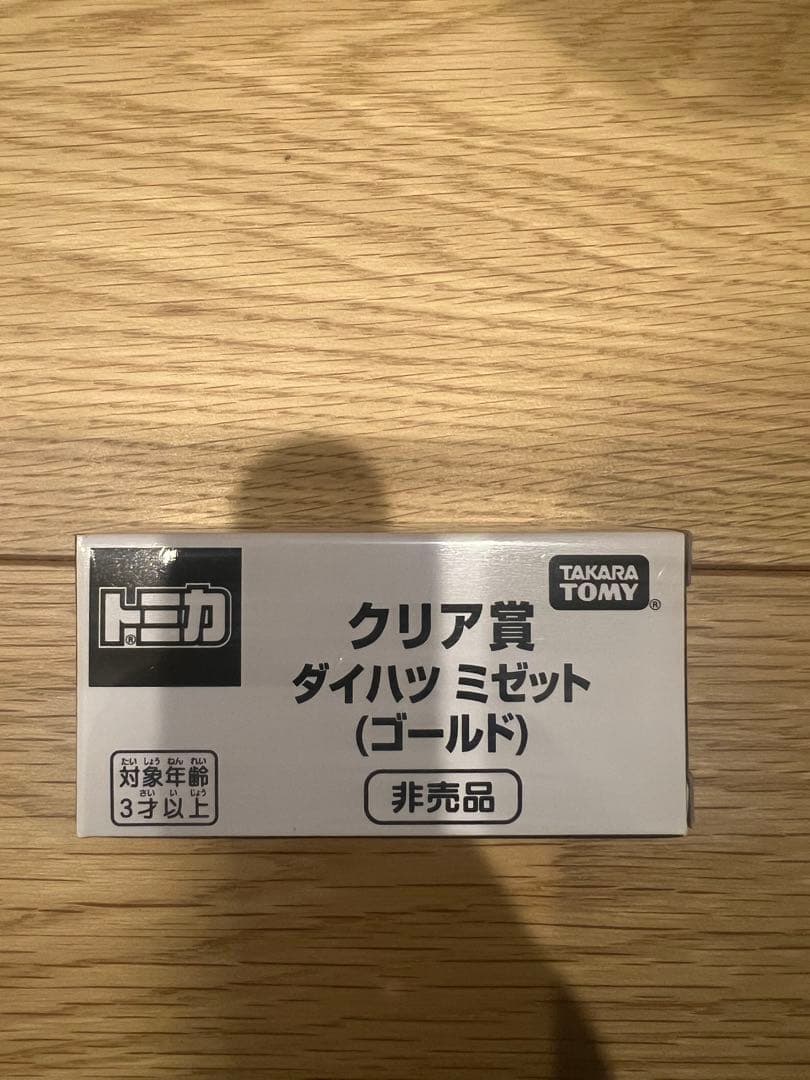 トミカ®
TAKARA
TOMY®
クリア賞
ダイハツ ミゼット
(ゴールド)
非売品
たい しょう ねん れい
対象年齢
さい い じょう
3才以上